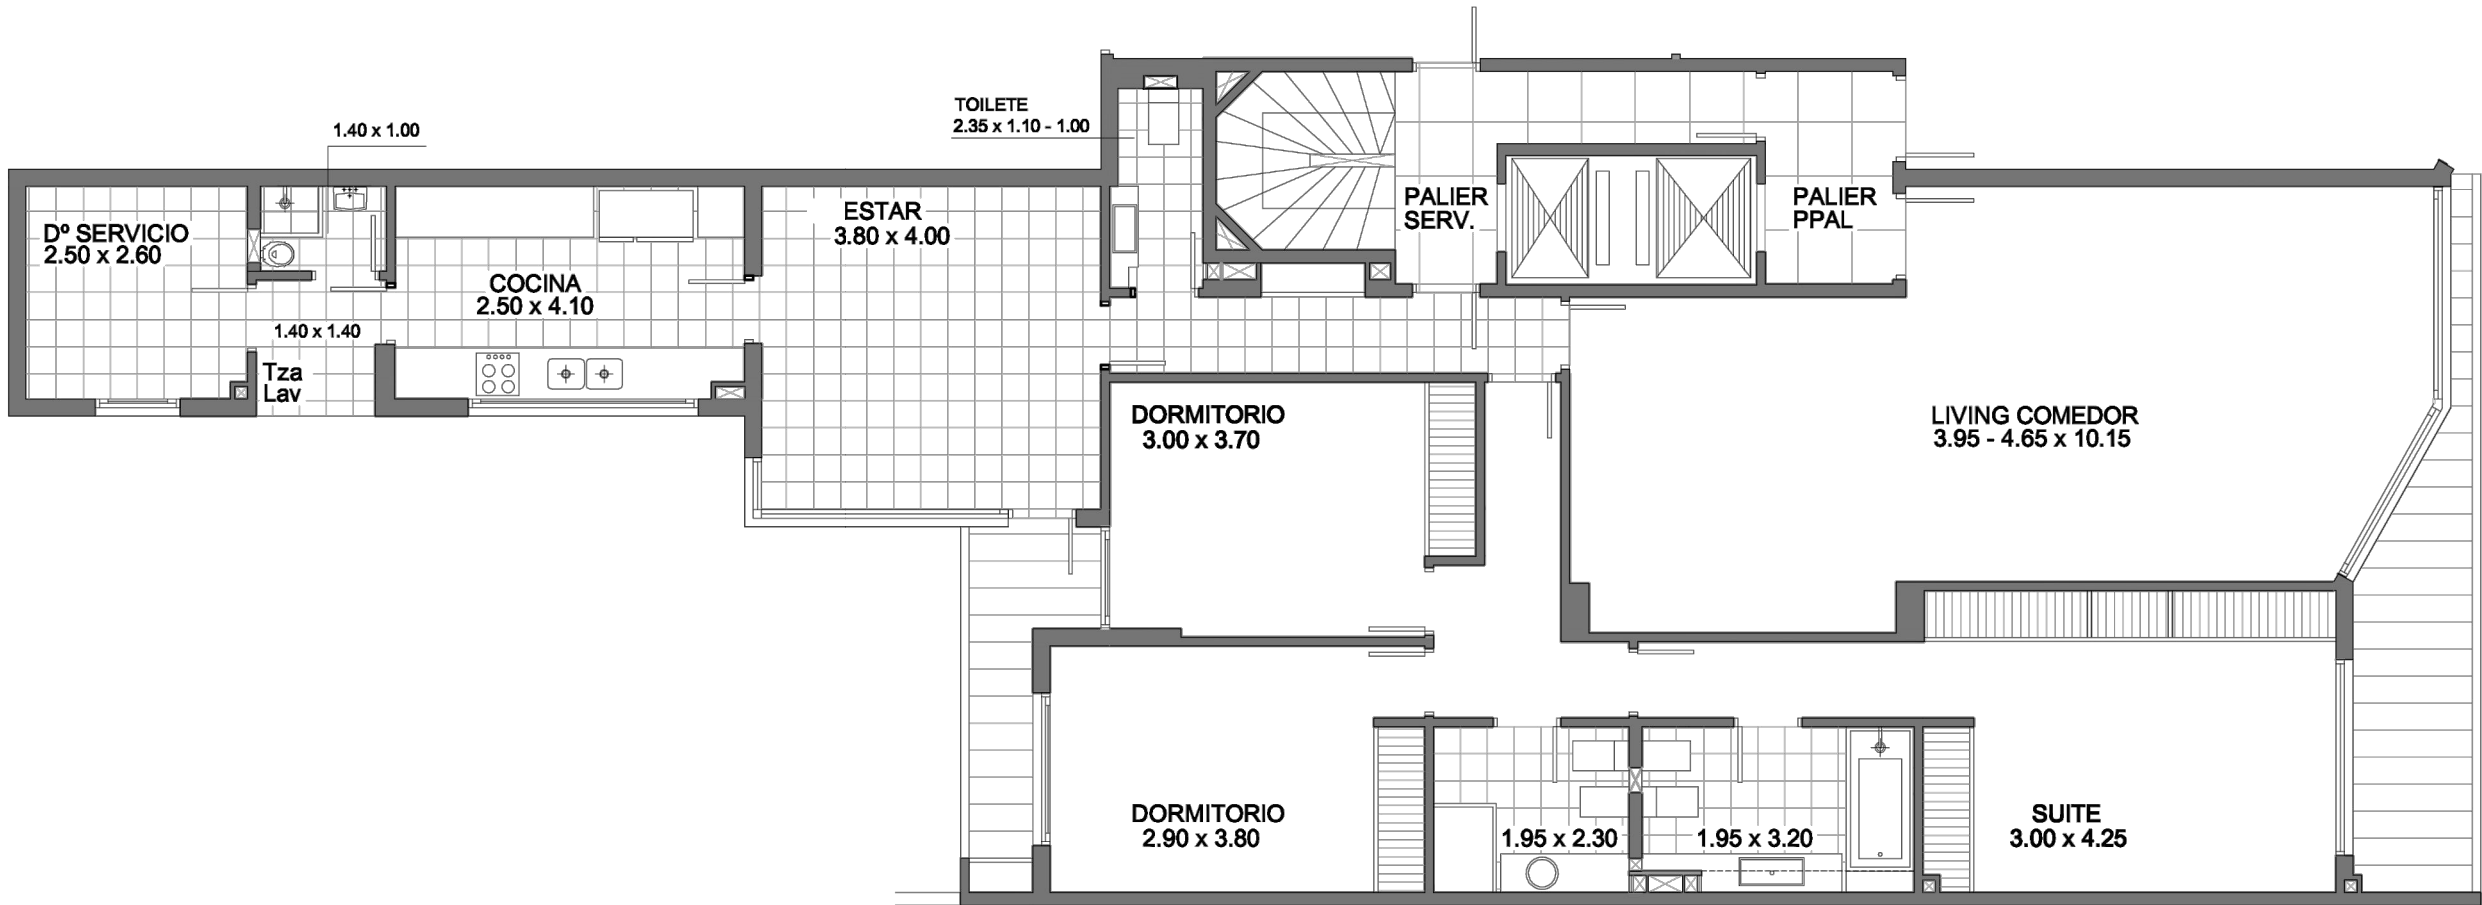 TOILETE
2.35 x 1.10 - 1.00
1.40 x 1.00
Dº SERVICIO
2.50 x 2.60
COCINA
2.50 x 4.10
ESTAR
3.80 x 4.00
PALIER
SERV.
PALIER
PPAL
1.40 x 1.40
Tza
Lav
DORMITORIO
3.00 x 3.70
LIVING COMEDOR
3.95 - 4.65 x 10.15
DORMITORIO
2.90 x 3.80
1.95 x 2.30
1.95 x 3.20
SUITE
3.00 x 4.25